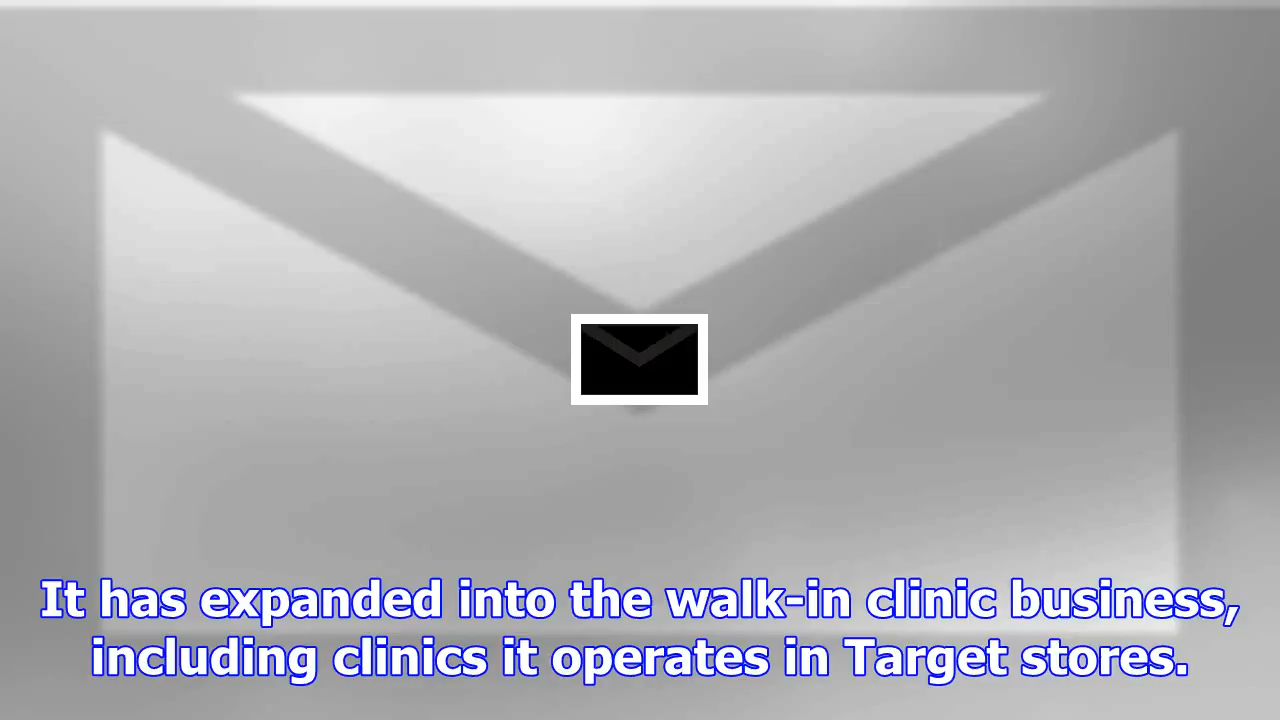 It has expanded into the walk-in clinic business,
including clinics it operates in Target stores.